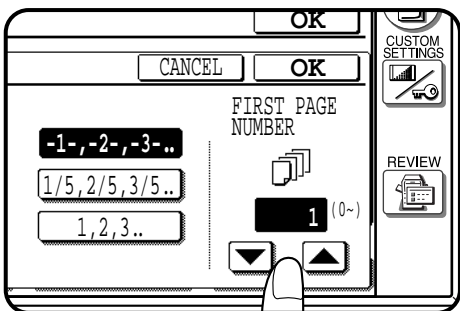 OK
CANCEL
OK
FIRST PAGE
NUMBER
-1-,-2-,-3-..
1/5,2/5,3/5..
1,2,3..
1
(0~)
CUSTOM
SETTINGS
REVIEW